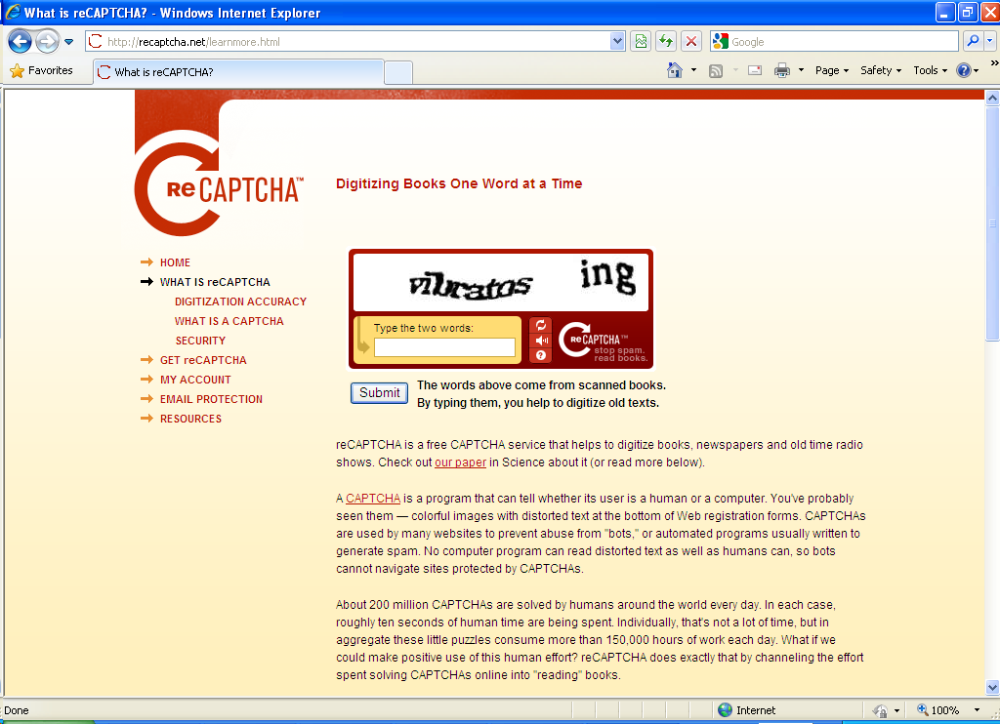 What is reCAPTCHA? - Windows Internet Explorer
http://recaptcha.net/learnmore.html
Google
Favorites
What is reCAPTCHA?
Page
Safety
Tools
reCAPTCHA™
Digitizing Books One Word at a Time
vibratos ing
Type the two words:
reCAPTCHA™
stop spam.
read books.
Submit
The words above come from scanned books.
By typing them, you help to digitize old texts.
HOME
WHAT IS reCAPTCHA
DIGITIZATION ACCURACY
WHAT IS A CAPTCHA
SECURITY
GET reCAPTCHA
MY ACCOUNT
EMAIL PROTECTION
RESOURCES
reCAPTCHA is a free CAPTCHA service that helps to digitize books, newspapers and old time radio
shows. Check out our paper in Science about it (or read more below).
A CAPTCHA is a program that can tell whether its user is a human or a computer. You've probably
seen them — colorful images with distorted text at the bottom of Web registration forms. CAPTCHAs
are used by many websites to prevent abuse from "bots," or automated programs usually written to
generate spam. No computer program can read distorted text as well as humans can, so bots
cannot navigate sites protected by CAPTCHAs.
About 200 million CAPTCHAs are solved by humans around the world every day. In each case,
roughly ten seconds of human time are being spent. Individually, that's not a lot of time, but in
aggregate these little puzzles consume more than 150,000 hours of work each day. What if we
could make positive use of this human effort? reCAPTCHA does exactly that by channeling the effort
spent solving CAPTCHAs online into "reading" books.
Done
Internet
100%